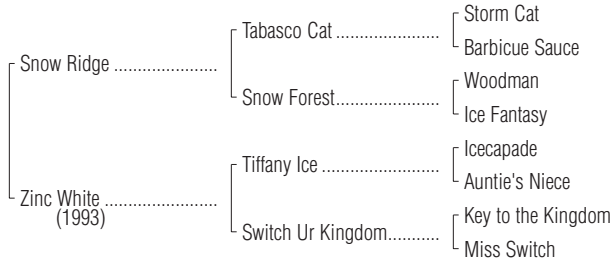 Storm Cat
Tabasco Cat ......................
Barbicue Sauce
Snow Ridge ......................
Woodman
Snow Forest......................
Ice Fantasy
Icecapade
Tiffany Ice ......................
Auntie's Niece
Zinc White ......................
(1993)
Key to the Kingdom
Switch Ur Kingdom...........
Miss Switch